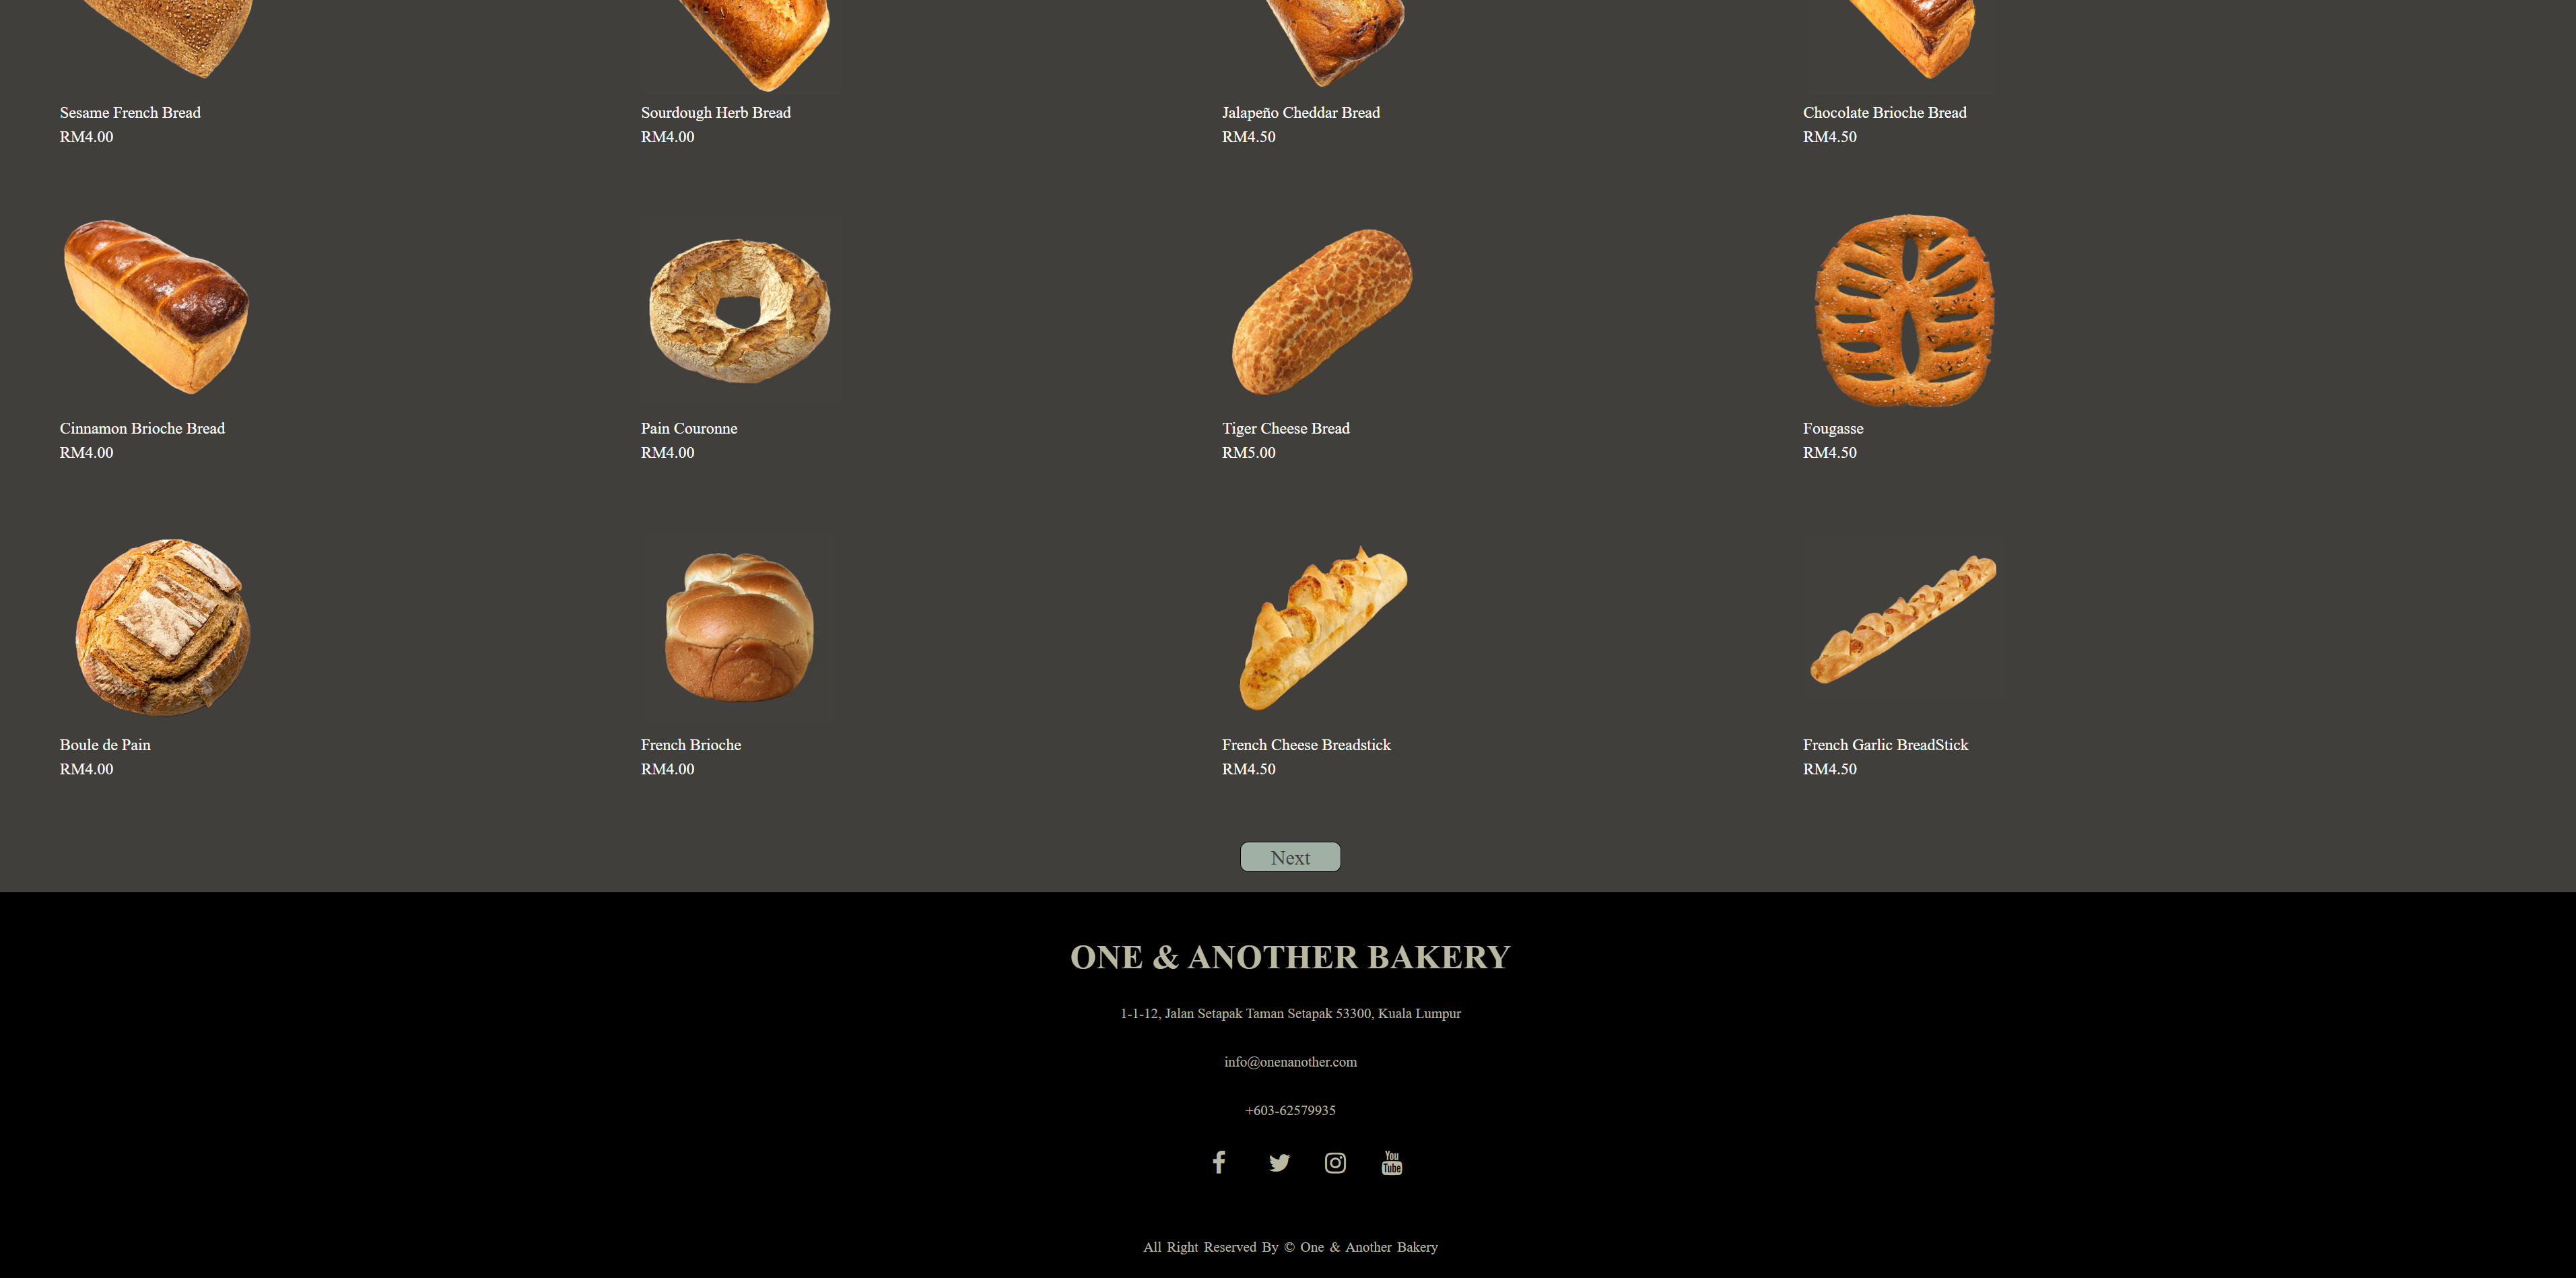 Sesame French Bread
RM4.00
Sourdough Herb Bread
RM4.00
Jalapeño Cheddar Bread
RM4.50
Chocolate Brioche Bread
RM4.50
Cinnamon Brioche Bread
RM4.00
Pain Couronne
RM4.00
Tiger Cheese Bread
RM5.00
Fougasse
RM4.50
Boule de Pain
RM4.00
French Brioche
RM4.00
French Cheese Breadstick
RM4.50
French Garlic BreadStick
RM4.50
Next
ONE & ANOTHER BAKERY
1-1-12, Jalan Setapak Taman Setapak 53300, Kuala Lumpur
info@onenanother.com
+603-62579935
You
Tube
All Right Reserved By © One & Another Bakery